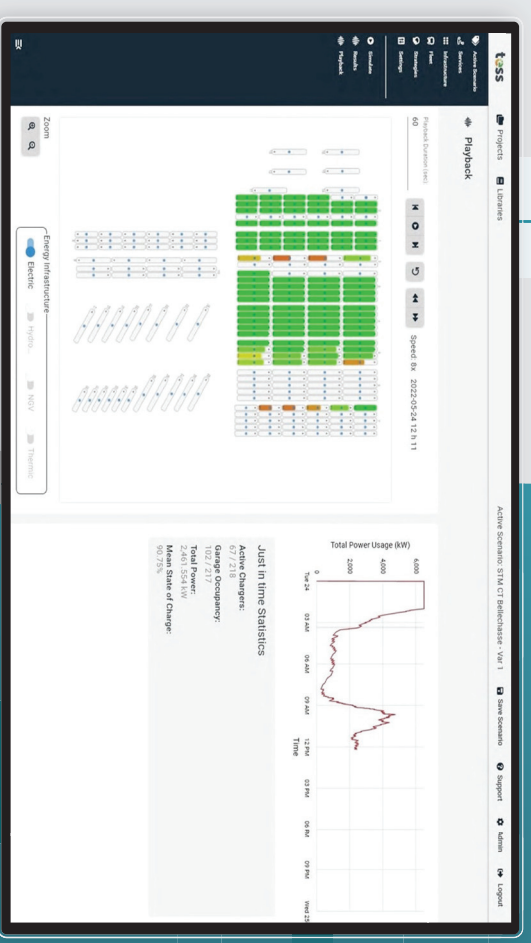 toss
Projects
Libraries
Active Scenario: STM CT Bellechasse - Var 1
Save Scenario
Support
Admin
Logout
Active Scenario
Services
Infrastructure
Fleet
Strategies
Settings
Simulate
Results
Playback
Playback
Playback Duration (sec)
60
Speed: 8x
2022-05-24 12 h 11
Zoom
Energy Infrastructure
Electric
Hydro.
NGV
Thermic
Total Power Usage (kW)
6,000
4,000
2,000
0
Tue 24
03 AM
06 AM
09 AM
12 PM
03 PM
06 PM
09 PM
Wed 25
Time
Just in time Statistics
Active Chargers:
67 / 218
Garage Occupancy:
102 / 217
Total Power:
2,461.554 kW
Mean State of Charge:
90.75%